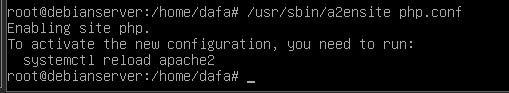 root@debianserver:/home/dafa# /usr/sbin/a2ensite php.conf
Enabling site php.
To activate the new configuration, you need to run:
  systemctl reload apache2
root@debianserver:/home/dafa# _